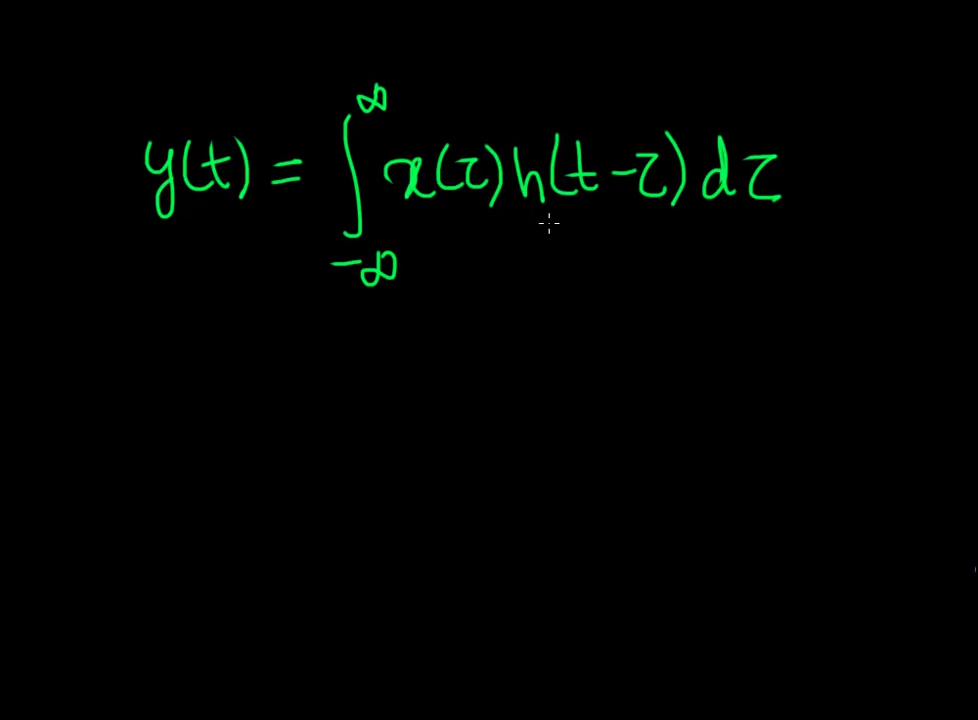 y(t) = ∫_{-∞}^{∞} x(τ) h(t - τ) dτ